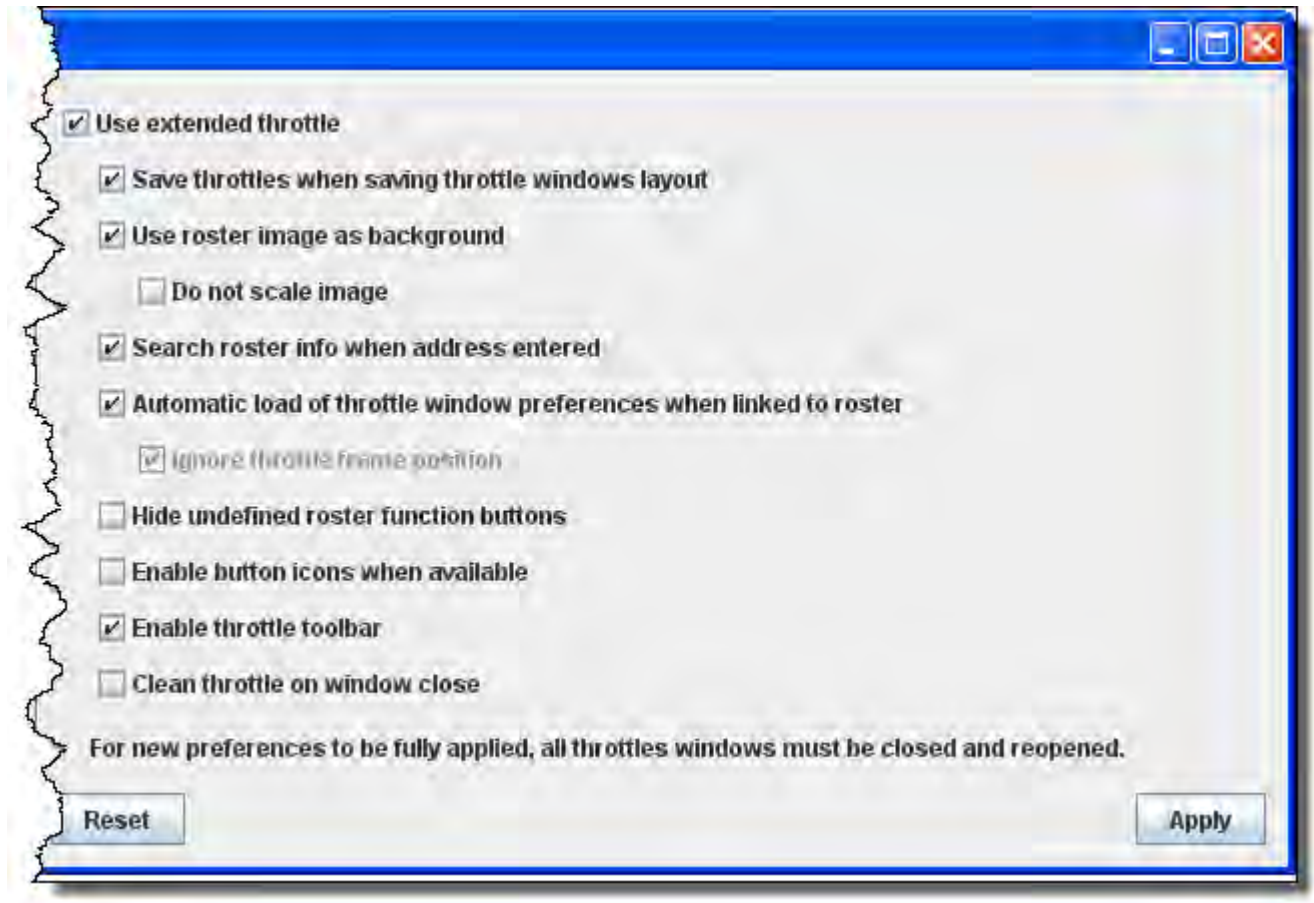 Use extended throttle
Save throttles when saving throttle windows layout
Use roster image as background
Do not scale image
Search roster info when address entered
Automatic load of throttle window preferences when linked to roster
Ignore throttle frame position
Hide undefined roster function buttons
Enable button icons when available
Enable throttle toolbar
Clean throttle on window close
For new preferences to be fully applied, all throttles windows must be closed and reopened.
Reset
Apply